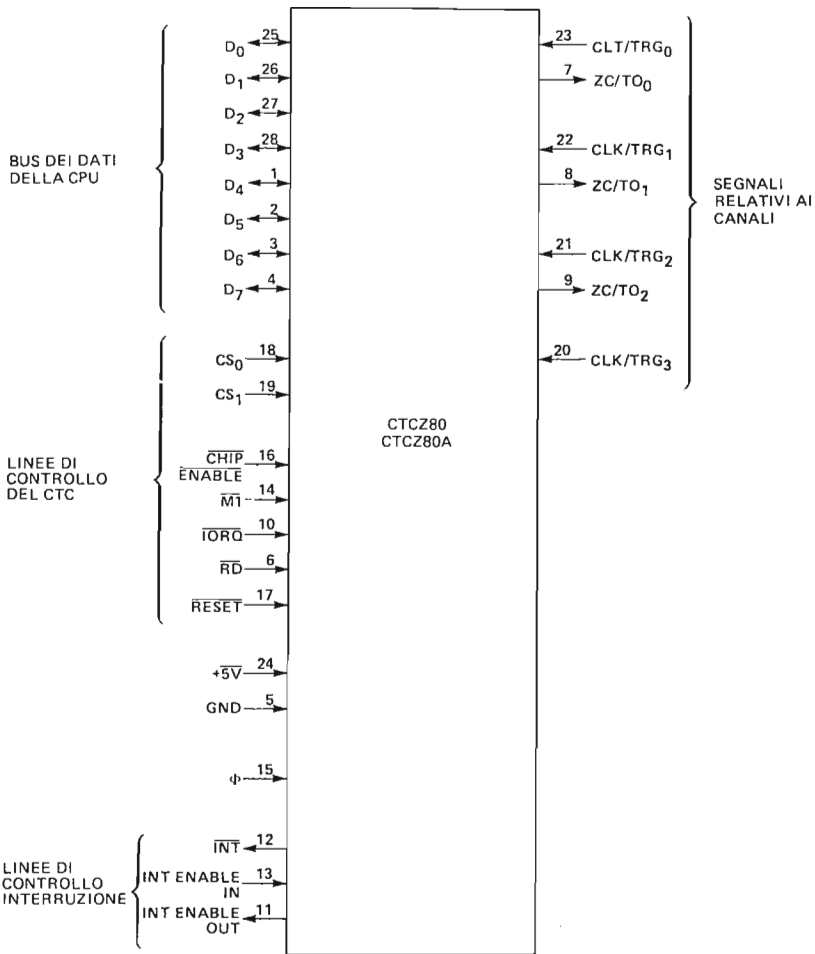 BUS DEI DATI
DELLA CPU
D0 25
D1 26
D2 27
D3 28
D4 1
D5 2
D6 3
D7 4
LINEE DI
CONTROLLO
DEL CTC
CS0 18
CS1 19
CHIP 16
ENABLE
M1 14
IORQ 10
RD 6
RESET 17
+5V 24
GND 5
Φ 15
LINEE DI
CONTROLLO
INTERRUZIONE
INT 12
INT ENABLE 13
IN
INT ENABLE 11
OUT
CTCZ80
CTCZ80A
23 CLT/TRG0
7 ZC/TO0
22 CLK/TRG1
8 ZC/TO1
21 CLK/TRG2
9 ZC/TO2
20 CLK/TRG3
SEGNALI
RELATIVI AI
CANALI